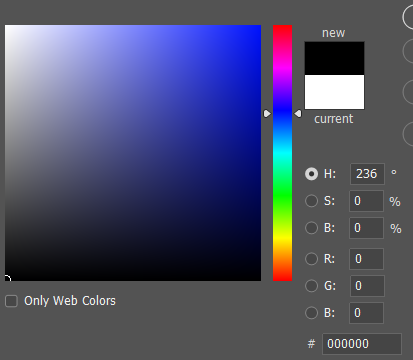 new
current
H: 236 °
S: 0 %
B: 0 %
R: 0
G: 0
B: 0
Only Web Colors
# 000000